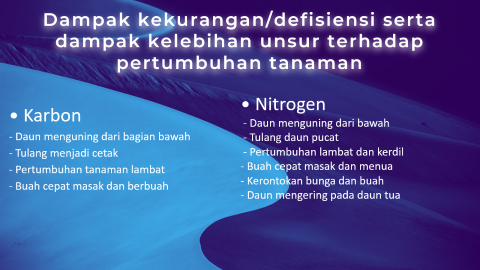 Dampak kekurangan/defisiensi serta
dampak kelebihan unsur terhadap
pertumbuhan tanaman
• Karbon
- Daun menguning dari bagian bawah
- Tulang menjadi cetak
- Pertumbuhan tanaman lambat
- Buah cepat masak dan berbuah
• Nitrogen
- Daun menguning dari bawah
- Tulang daun pucat
- Pertumbuhan lambat dan kerdil
- Buah cepat masak dan menua
- Kerontokan bunga dan buah
- Daun mengering pada daun tua